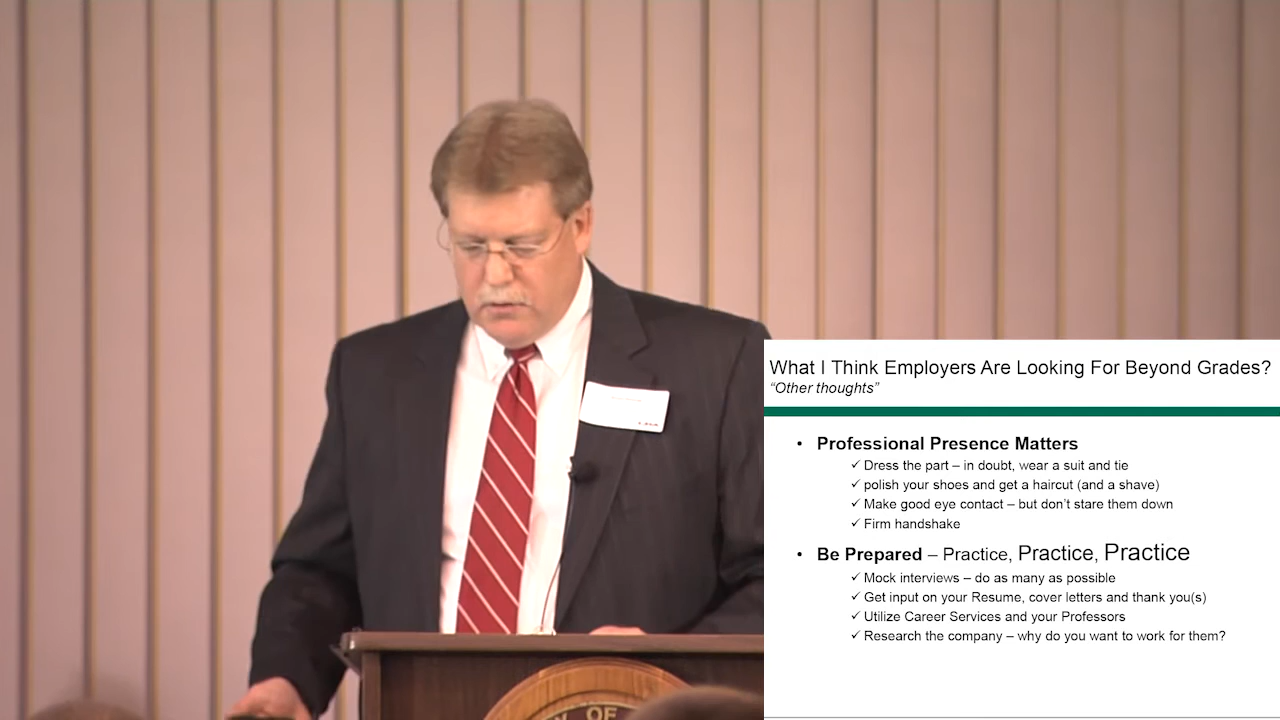 What I Think Employers Are Looking For Beyond Grades?
“Other thoughts”
• Professional Presence Matters
✓ Dress the part – in doubt, wear a suit and tie
✓ polish your shoes and get a haircut (and a shave)
✓ Make good eye contact – but don’t stare them down
✓ Firm handshake
• Be Prepared – Practice, Practice, Practice
✓ Mock interviews – do as many as possible
✓ Get input on your Resume, cover letters and thank you(s)
✓ Utilize Career Services and your Professors
✓ Research the company – why do you want to work for them?
OF